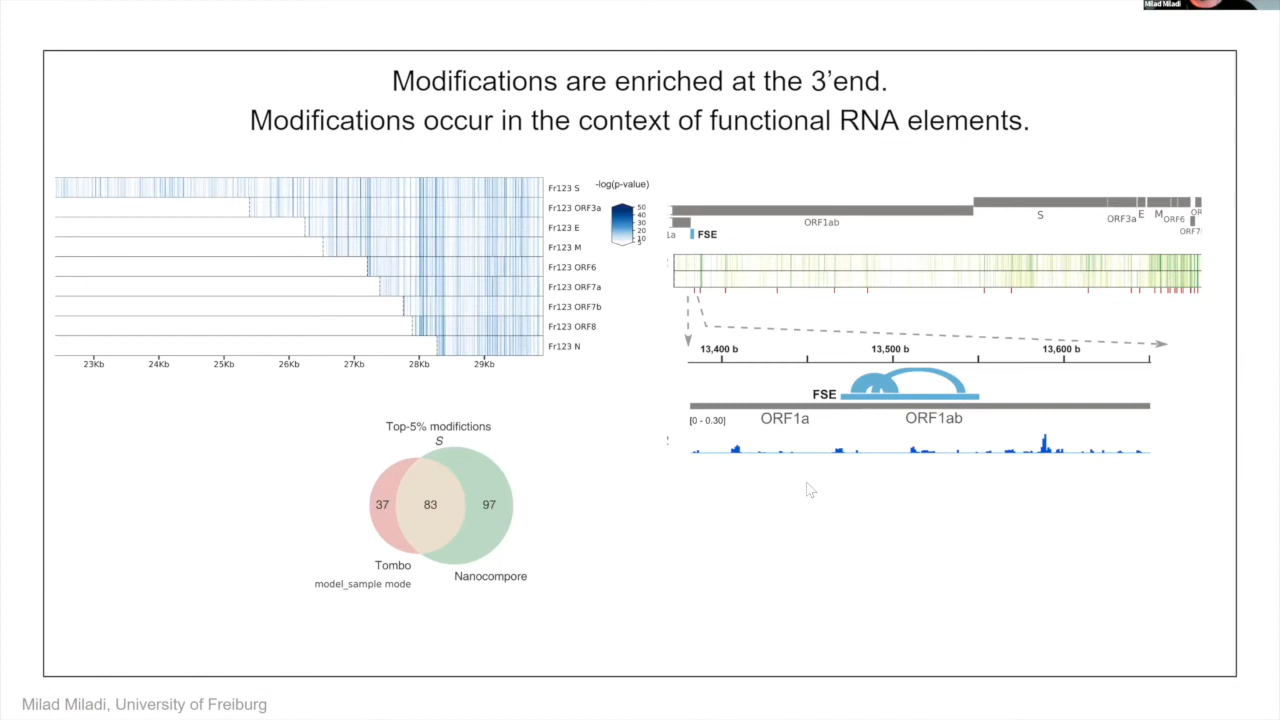 Milad Miladi
Modifications are enriched at the 3'end.
Modifications occur in the context of functional RNA elements.
Fr123 S
Fr123 ORF3a
Fr123 E
Fr123 M
Fr123 ORF6
Fr123 ORF7a
Fr123 ORF7b
Fr123 ORF8
Fr123 N
-log(p-value)
50
40
30
20
10
5
23Kb 24Kb 25Kb 26Kb 27Kb 28Kb 29Kb
Top-5% modifictions
S
37 83 97
Tombo
model_sample mode
Nanocompore
ORF1ab S ORF3a E M ORF6 OR
1a FSE ORF7
13,400 b 13,500 b 13,600 b
FSE
[0 - 0.30] ORF1a ORF1ab
Milad Miladi, University of Freiburg